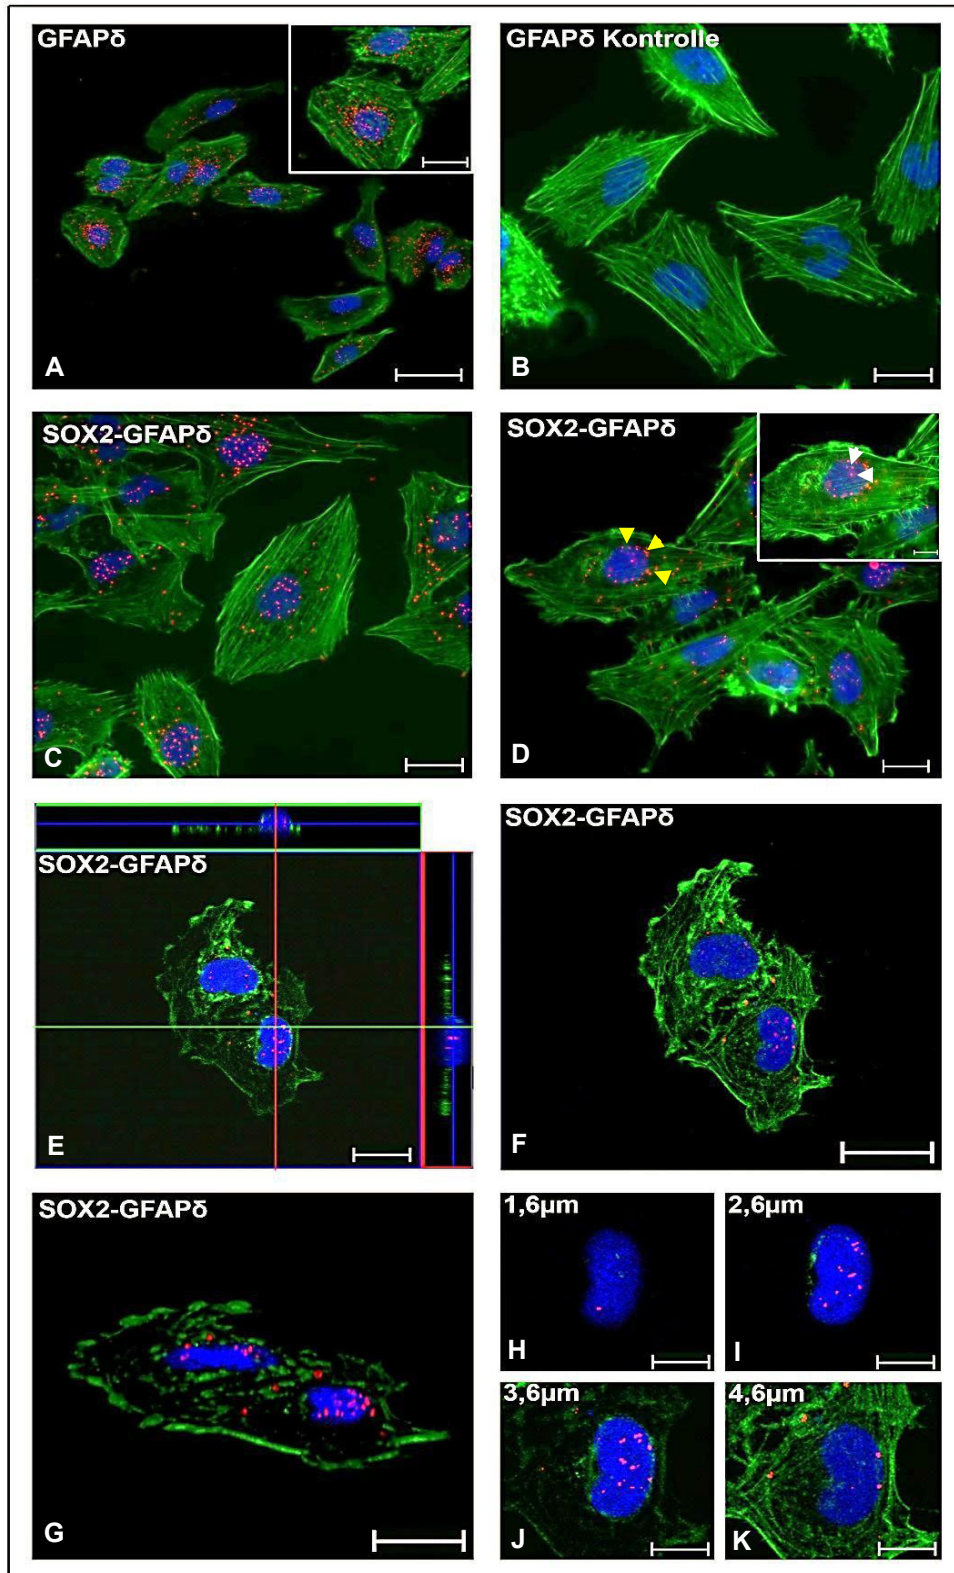 GFAPδ
A
GFAPδ Kontrolle
B
SOX2-GFAPδ
C
SOX2-GFAPδ
D
SOX2-GFAPδ
E
SOX2-GFAPδ
F
SOX2-GFAPδ
G
1,6µm
H
2,6µm
I
3,6µm
J
4,6µm
K